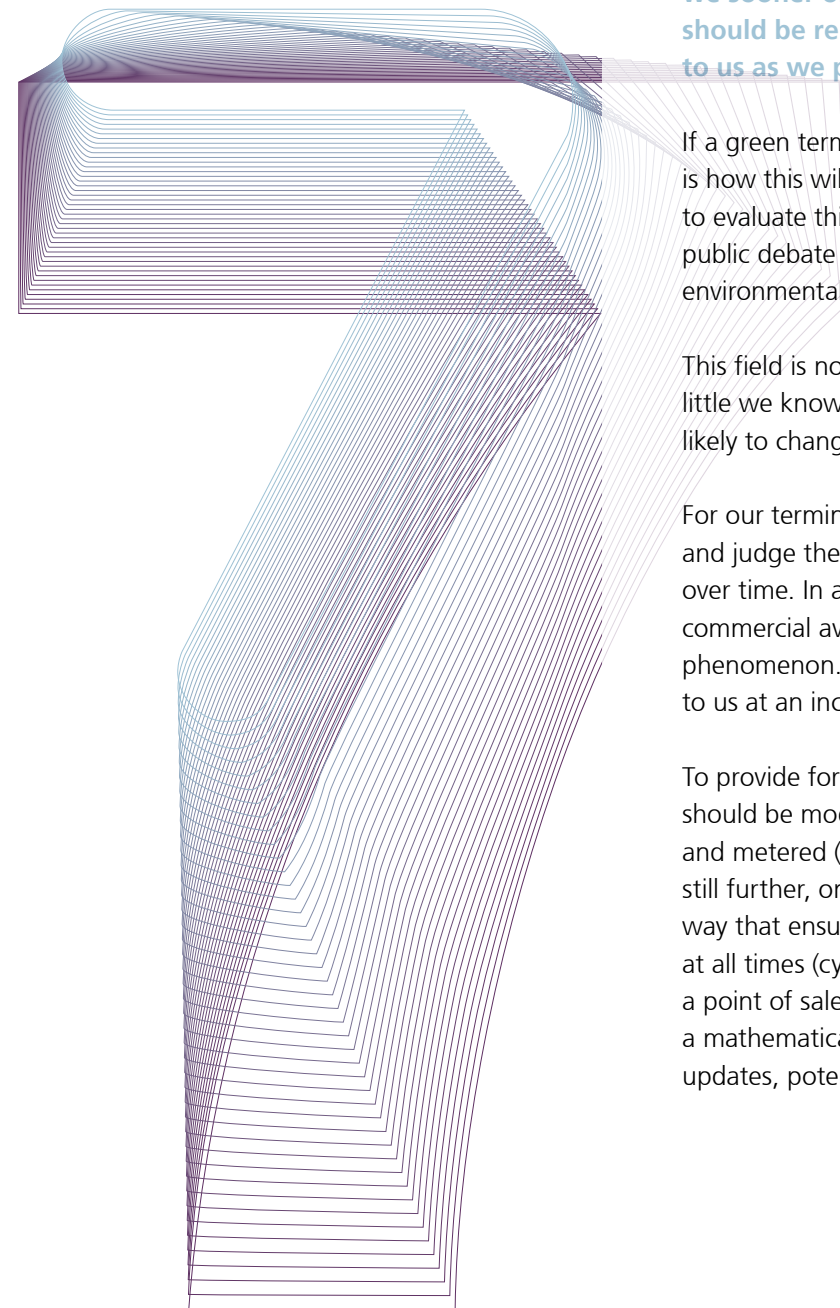 we sooner o
should be re
to us as we p
If a green term
is how this wil
to evaluate thi
public debate
environmenta
This field is no
little we know
likely to chang
For our termin
and judge the
over time. In a
commercial av
phenomenon.
to us at an inc
To provide for
should be mod
and metered (
still further, or
way that ensu
at all times (cy
a point of sale
a mathematica
updates, pote